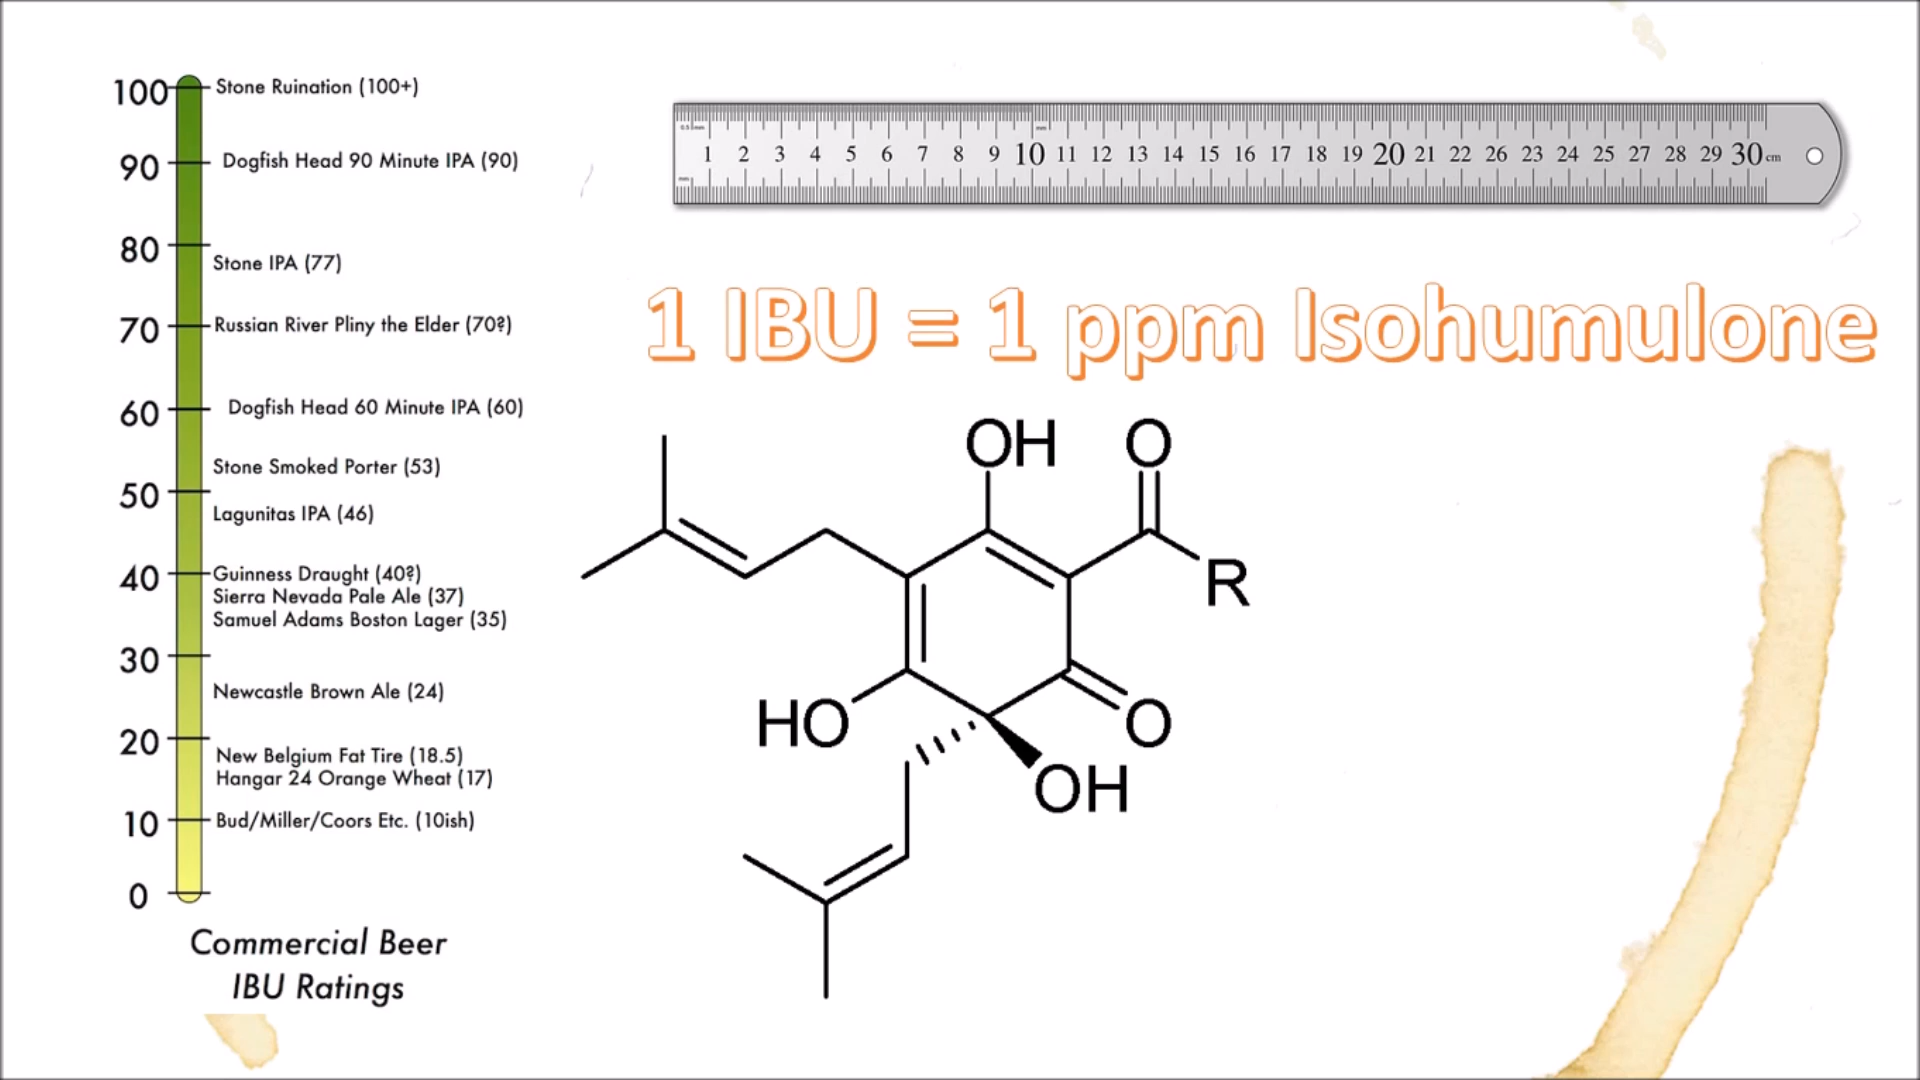 100
Stone Ruination (100+)
90
Dogfish Head 90 Minute IPA (90)
80
Stone IPA (77)
70
Russian River Pliny the Elder (70?)
60
Dogfish Head 60 Minute IPA (60)
Stone Smoked Porter (53)
50
Lagunitas IPA (46)
40
Guinness Draught (40?)
Sierra Nevada Pale Ale (37)
Samuel Adams Boston Lager (35)
30
Newcastle Brown Ale (24)
20
New Belgium Fat Tire (18.5)
Hangar 24 Orange Wheat (17)
10
Bud/Miller/Coors Etc. (10ish)
0
Commercial Beer
IBU Ratings
0.5 mm
mm
1 2 3 4 5 6 7 8 9 10 11 12 13 14 15 16 17 18 19 20 21 22 26 23 24 25 27 28 29 30 cm
mm
1 IBU = 1 ppm Isohumulone
OH
O
R
HO
O
OH